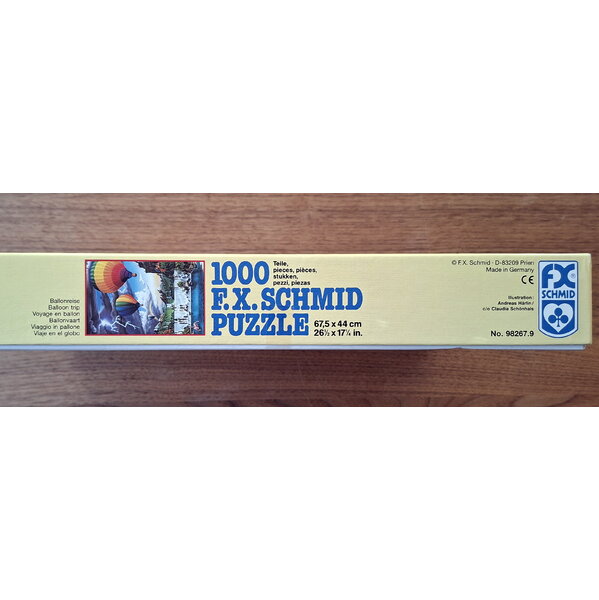 Ballonreise
Balloon trip
Voyage en ballon
Ballonvaart
Viaggio in pallone
Viaje en el globo
1000
Teile,
pieces, pièces,
stukken,
pezzi, piezas
F.X. SCHMID
PUZZLE
67,5 x 44 cm
26½ x 17¼ in.
© F.X. Schmid · D-83209 Prien
Made in Germany
CE
Illustration:
Andreas Härlin/
c/o Claudia Schönhals
No. 98267.9
FX
SCHMID